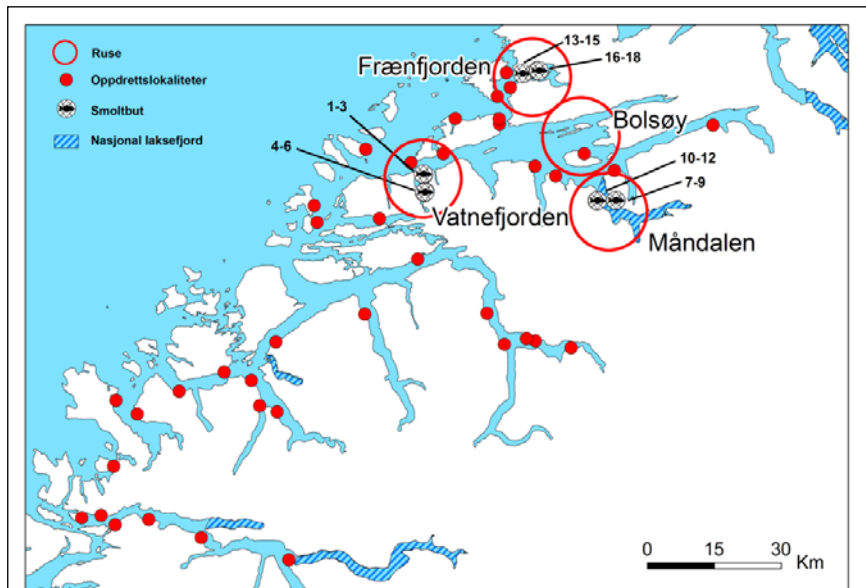 Ruse
Oppdrettslokaliteter
Smoltbut
Nasjonal laksefjord
13-15
16-18
Frænfjorden
1-3
Bolsøy
4-6
10-12
7-9
Vatnefjorden
Måndalen
0 15 30
Km